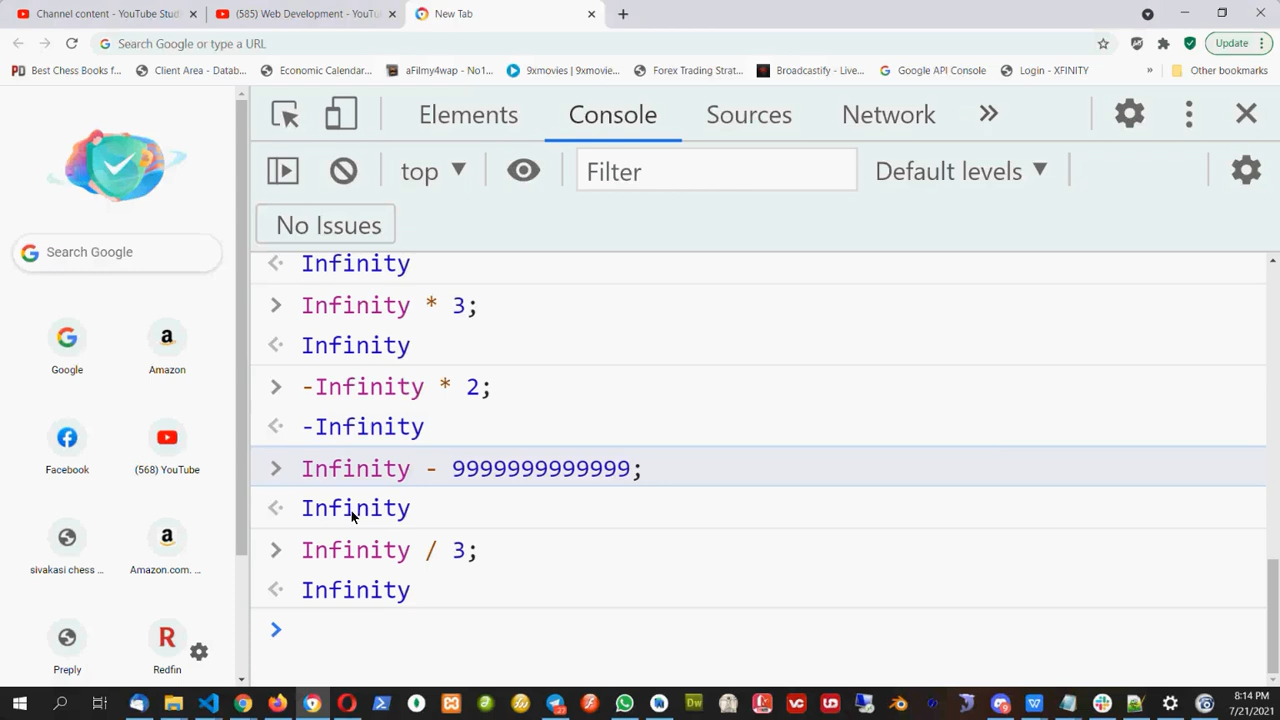 Channel content - YouTube Stud
(585) Web Development - YouTu
New Tab
Search Google or type a URL
Update
Best Chess Books f...
Client Area - Datab...
Economic Calendar...
aFilmy4wap - No1...
9xmovies | 9xmovie...
Forex Trading Strat...
Broadcastify - Live...
Google API Console
Login - XFINITY
»
Other bookmarks
Elements
Console
Sources
Network
»
top
Filter
Default levels
No Issues
Search Google
Google
Amazon
Facebook
(568) YouTube
sivakasi chess ...
Amazon.com. ...
Preply
Redfin
Infinity
Infinity * 3;
Infinity
-Infinity * 2;
-Infinity
Infinity - 9999999999999;
Infinity
Infinity / 3;
Infinity
8:14 PM
7/21/2021